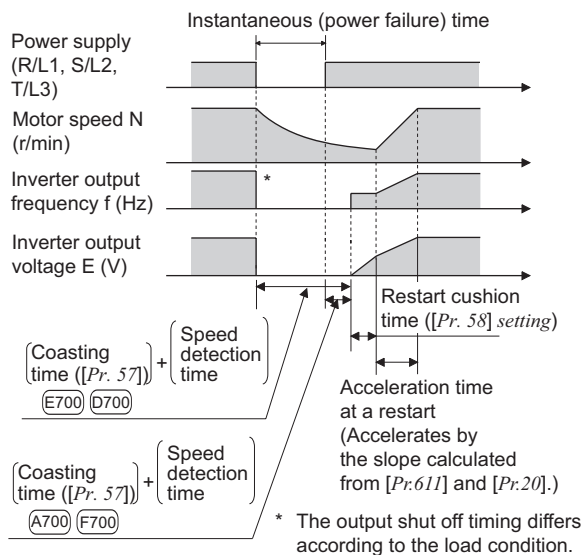 Instantaneous (power failure) time
Power supply
(R/L1, S/L2,
T/L3)
Motor speed N
(r/min)
Inverter output
frequency f (Hz)
*
Inverter output
voltage E (V)
Restart cushion
time ([Pr. 58] setting)
Coasting
time ([Pr. 57])
+
Speed
detection
time
E700 D700
Acceleration time
at a restart
(Accelerates by
the slope calculated
from [Pr.611] and [Pr.20].)
Coasting
time ([Pr. 57])
+
Speed
detection
time
A700 F700
* The output shut off timing differs
according to the load condition.